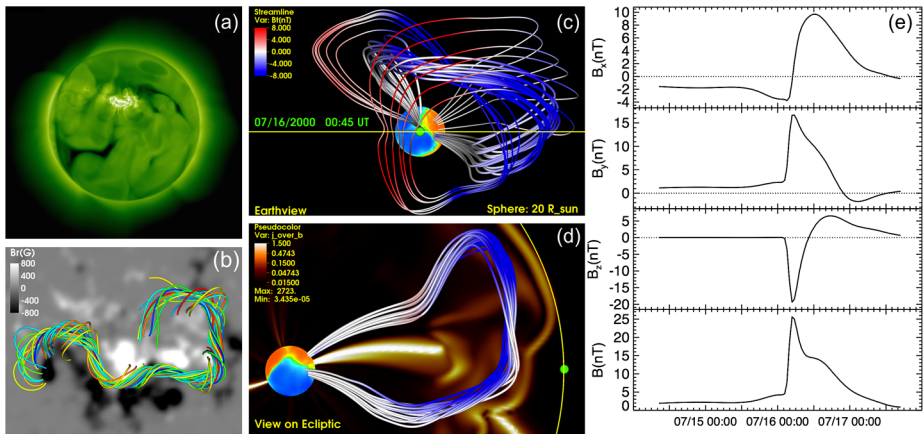 (a)
Streamline
Var: Bt(nT)
8.000
4.000
0.000
-4.000
-8.000
(c)
07/16/2000 00:45 UT
Earthview
Sphere: 20 R_sun
(b)
Br(G)
800
400
0
-400
-800
(d)
Pseudocolor
Var: j_over_b
1.500
0.4743
0.1500
0.04743
0.01500
Max: 2723.
Min: 3.435e-05
View on Ecliptic
(e)
Bx(nT)
10
8
6
4
2
0
-2
-4
By(nT)
15
10
5
0
Bz(nT)
5
0
5
10
15
20
B(nT)
25
20
15
10
5
0
07/15 00:00 07/16 00:00 07/17 00:00